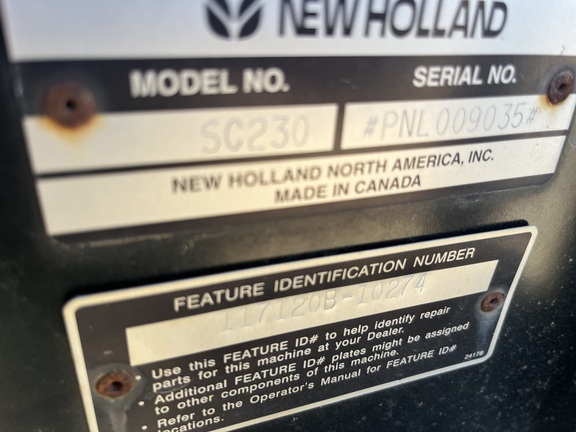 NEW HOLLAND
MODEL NO. SERIAL NO.
SC230 #PNL009035#
NEW HOLLAND NORTH AMERICA, INC.
MADE IN CANADA
FEATURE IDENTIFICATION NUMBER
117120B-10274
Use this FEATURE ID# to help identify repair
parts for this machine at your Dealer.
• Additional FEATURE ID# plates might be assigned
to other components of this machine.
• Refer to the Operator's Manual for FEATURE ID#
locations.
24178